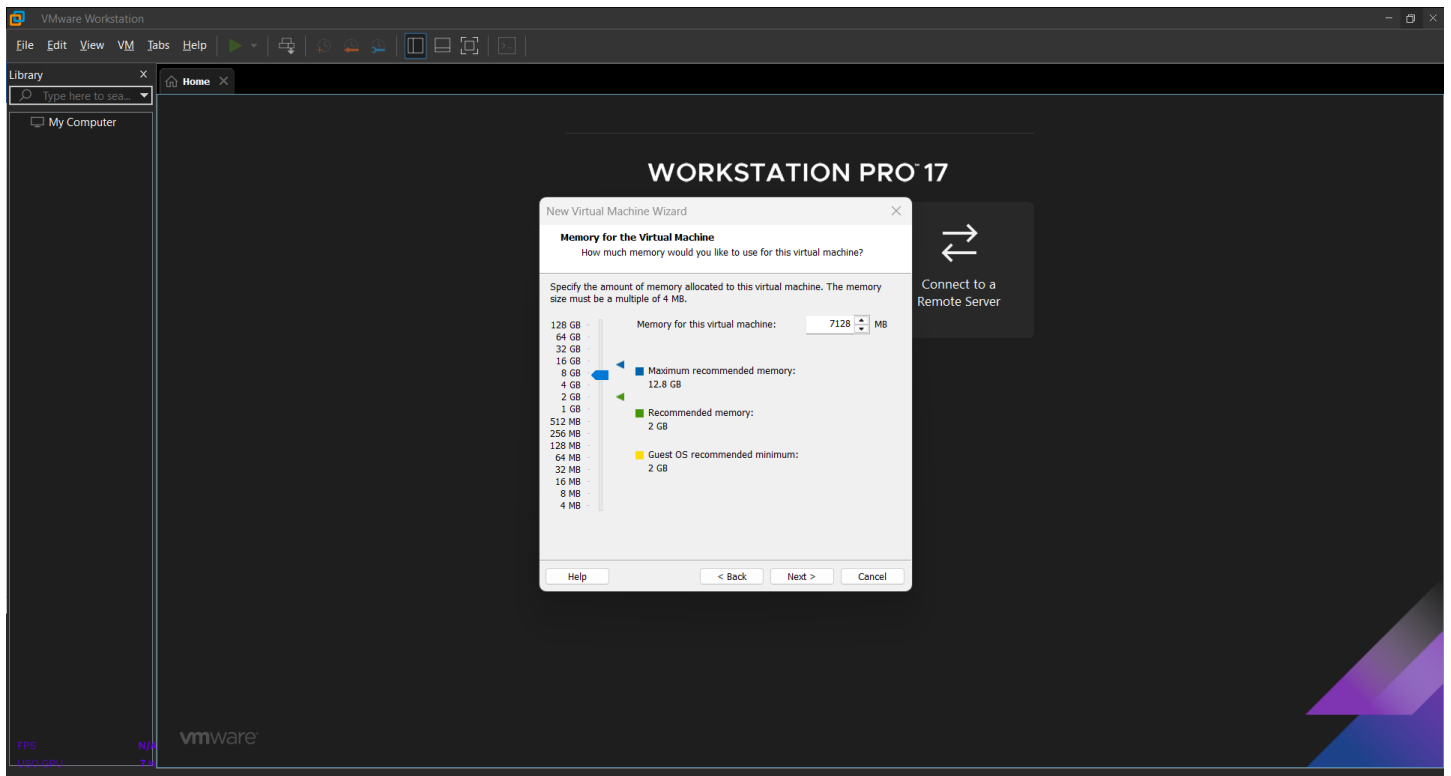 VMware Workstation
File Edit View VM Tabs Help
Library X
Home
Type here to sea...
My Computer
WORKSTATION PRO™ 17
New Virtual Machine Wizard
Memory for the Virtual Machine
How much memory would you like to use for this virtual machine?
Connect to a
Remote Server
Specify the amount of memory allocated to this virtual machine. The memory
size must be a multiple of 4 MB.
Memory for this virtual machine: 7128 MB
128 GB
64 GB
32 GB
16 GB
8 GB
4 GB
2 GB
1 GB
512 MB
256 MB
128 MB
64 MB
32 MB
16 MB
8 MB
4 MB
Maximum recommended memory:
12.8 GB
Recommended memory:
2 GB
Guest OS recommended minimum:
2 GB
Help < Back Next > Cancel
vmware
FPS N/A